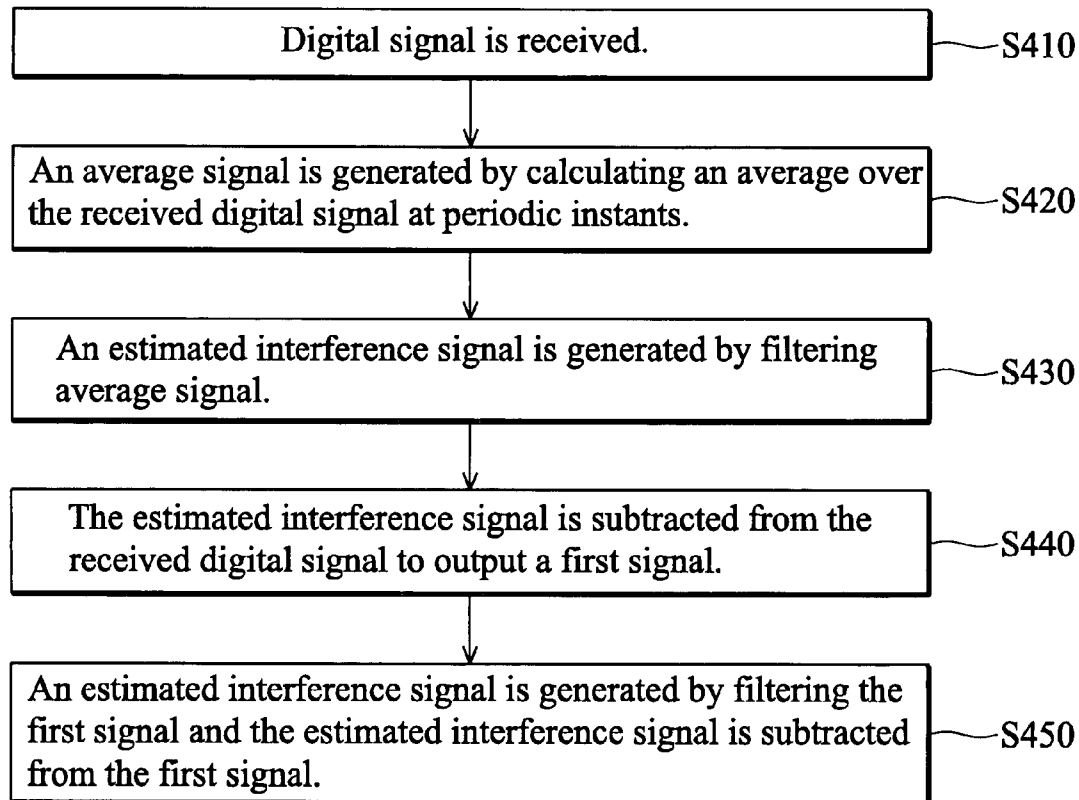 Digital signal is received.
S410
An average signal is generated by calculating an average over
the received digital signal at periodic instants.
S420
An estimated interference signal is generated by filtering
average signal.
S430
The estimated interference signal is subtracted from the
received digital signal to output a first signal.
S440
An estimated interference signal is generated by filtering the
first signal and the estimated interference signal is subtracted
from the first signal.
S450